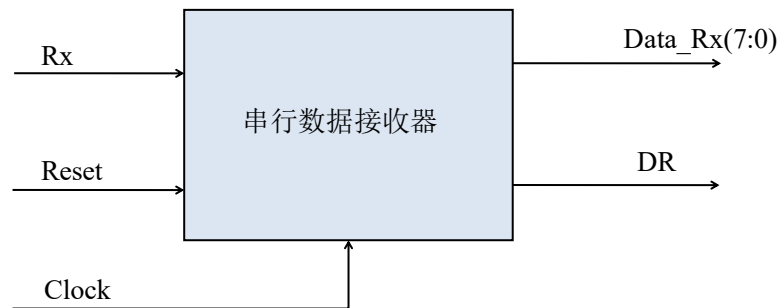 Rx
Data_Rx(7:0)
串行数据接收器
Reset
DR
Clock